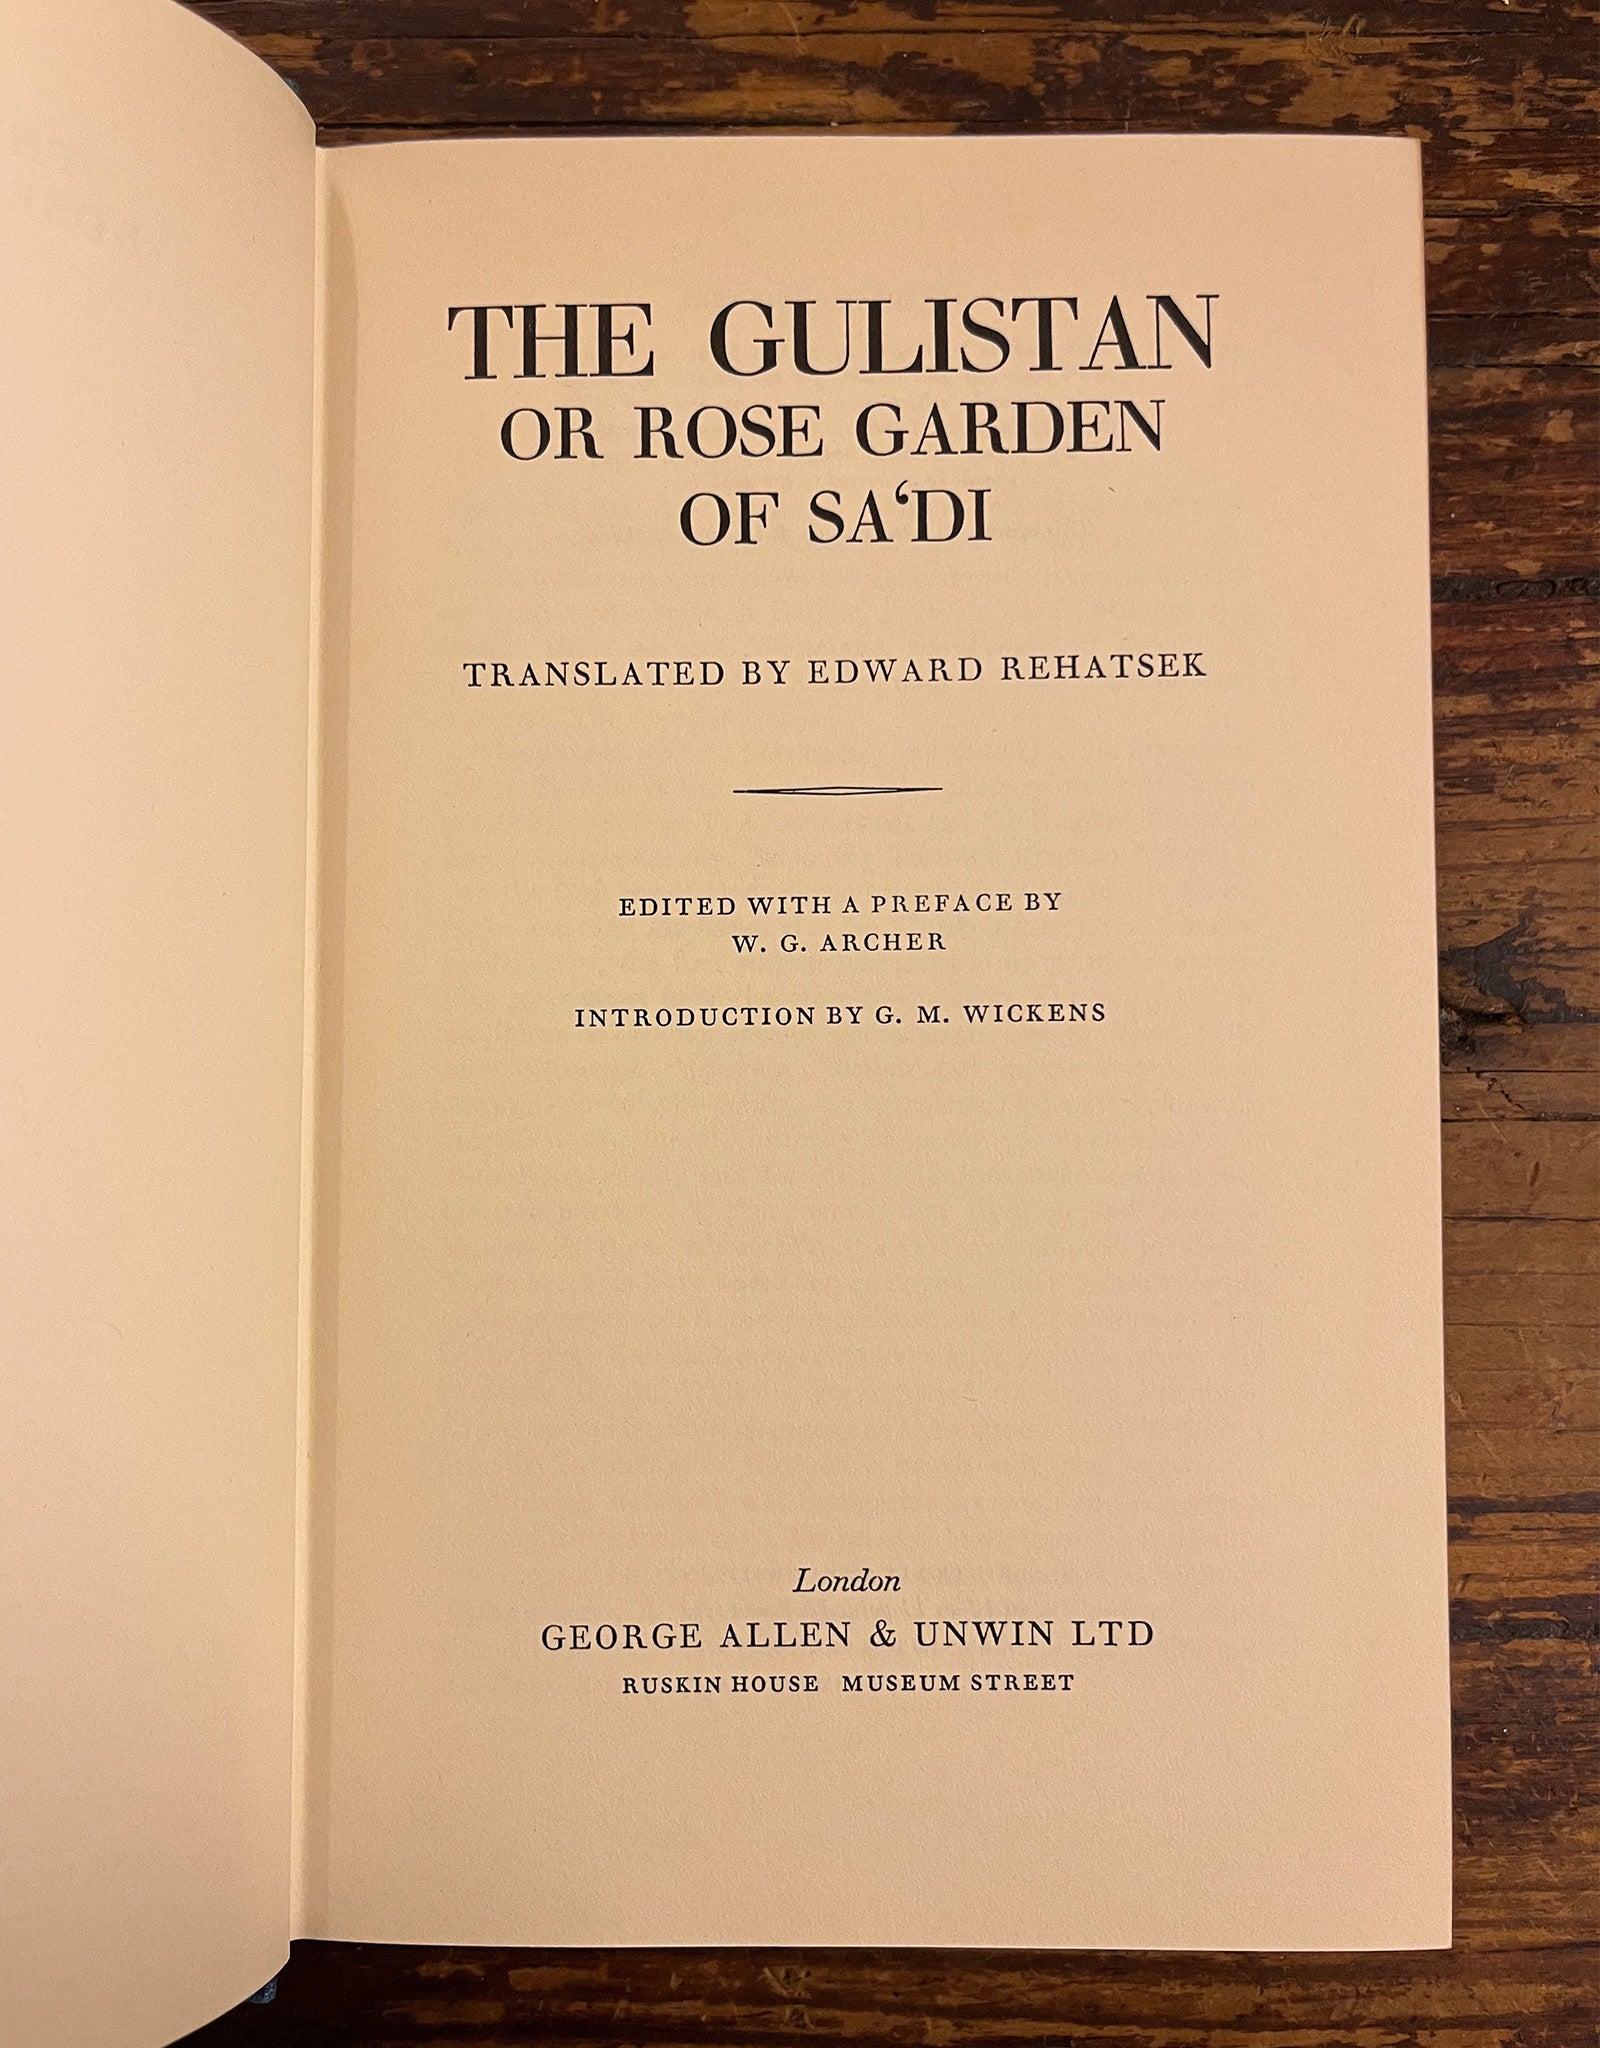 THE GULISTAN
OR ROSE GARDEN
OF SA‘DI
TRANSLATED BY EDWARD REHATSEK
EDITED WITH A PREFACE BY
W. G. ARCHER
INTRODUCTION BY G. M. WICKENS
London
GEORGE ALLEN & UNWIN LTD
RUSKIN HOUSE MUSEUM STREET